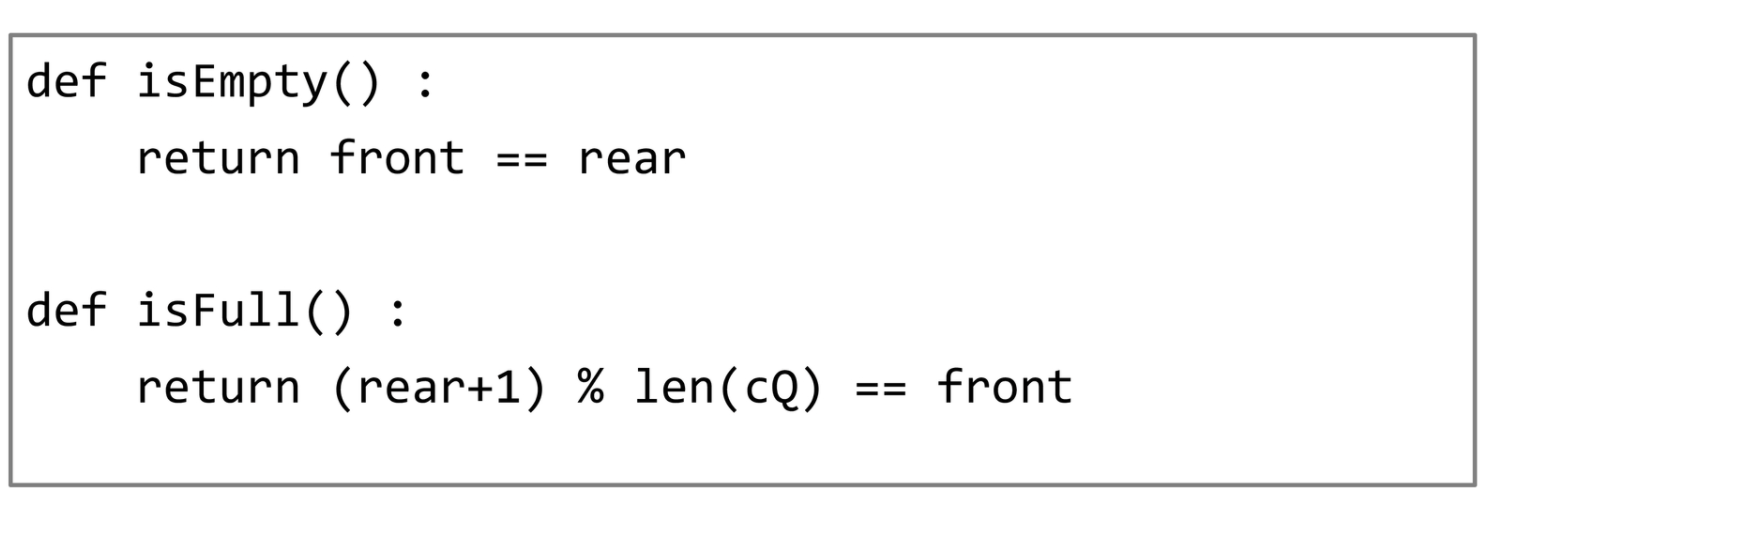 def isEmpty() :
    return front == rear
def isFull() :
    return (rear+1) % len(cQ) == front